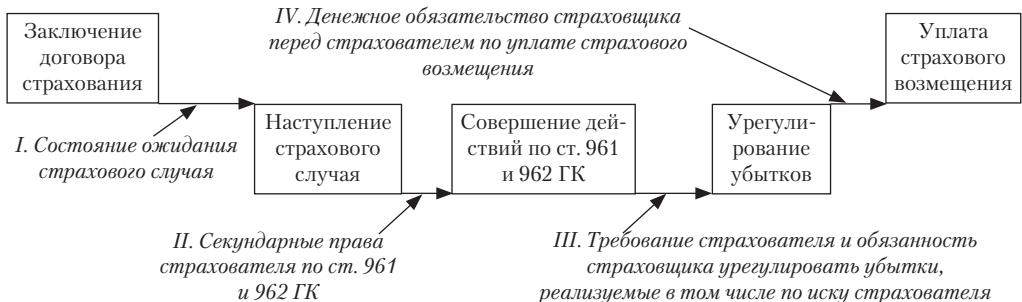 Заключение
договора
страхования
IV. Денежное обязательство страховщика
перед страхователем по уплате страхового
возмещения
Уплата
страхового
возмещения
I. Состояние ожидания
страхового случая
Наступление
страхового
случая
Совершение дей-
ствий по ст. 961
и 962 ГК
Урегули-
рование
убытков
II. Секундарные права
страхователя по ст. 961
и 962 ГК
III. Требование страхователя и обязанность
страховщика урегулировать убытки,
реализуемые в том числе по иску страхователя